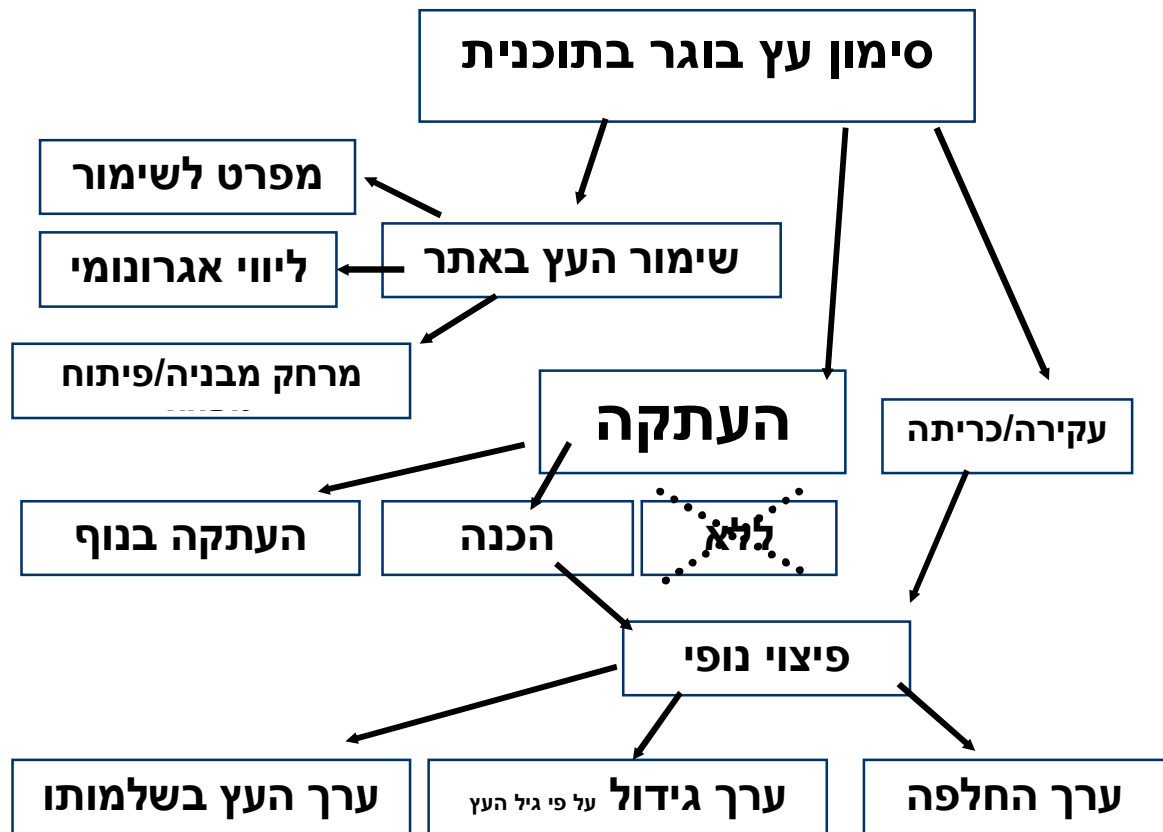 סימון עץ בוגר בתוכנית
מפרט לשימור
שימור העץ באתר
ליווי אגרונומי
מרחק מבניה/פיתוח
העתקה
עקירה/כריתה
ללא
הכנה
העתקה בנוף
פיצוי נופי
ערך החלפה
ערך גידול על פי גיל העץ
ערך העץ בשלמותו